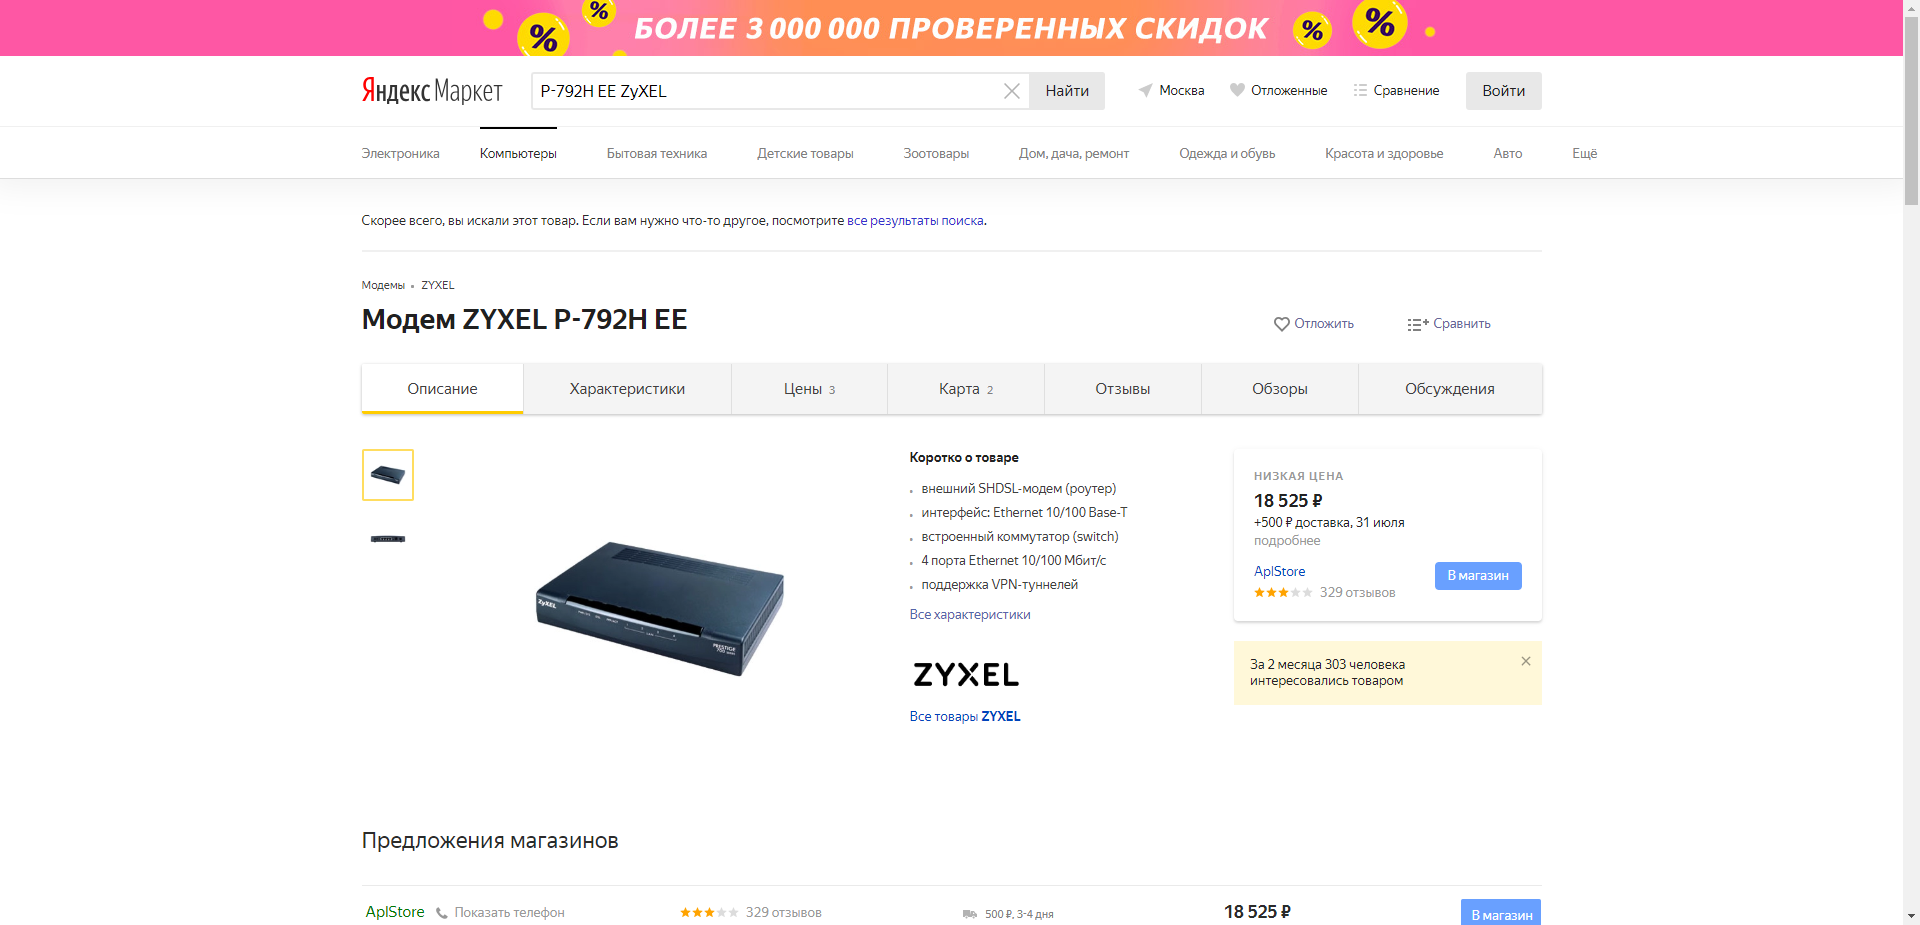 % % БОЛЕЕ 3 000 000 ПРОВЕРЕННЫХ СКИДОК % %
Яндекс Маркет
P-792H EE ZyXEL
Найти
Москва
Отложенные
Сравнение
Войти
Электроника
Компьютеры
Бытовая техника
Детские товары
Зоотовары
Дом, дача, ремонт
Одежда и обувь
Красота и здоровье
Авто
Ещё
Скорее всего, вы искали этот товар. Если вам нужно что-то другое, посмотрите все результаты поиска.
Модемы • ZYXEL
Модем ZYXEL P-792H EE
Отложить
Сравнить
Описание
Характеристики
Цены 3
Карта 2
Отзывы
Обзоры
Обсуждения
ZyXEL
PRESTIGE
Коротко о товаре
внешний SHDSL-модем (роутер)
интерфейс: Ethernet 10/100 Base-T
встроенный коммутатор (switch)
4 порта Ethernet 10/100 Мбит/с
поддержка VPN-туннелей
Все характеристики
ZYXEL
Все товары ZYXEL
НИЗКАЯ ЦЕНА
18 525 ₽
+500 ₽ доставка, 31 июля
подробнее
AplStore
329 отзывов
В магазин
За 2 месяца 303 человека
интересовались товаром
Предложения магазинов
AplStore
Показать телефон
329 отзывов
500 ₽, 3-4 дня
18 525 ₽
В магазин